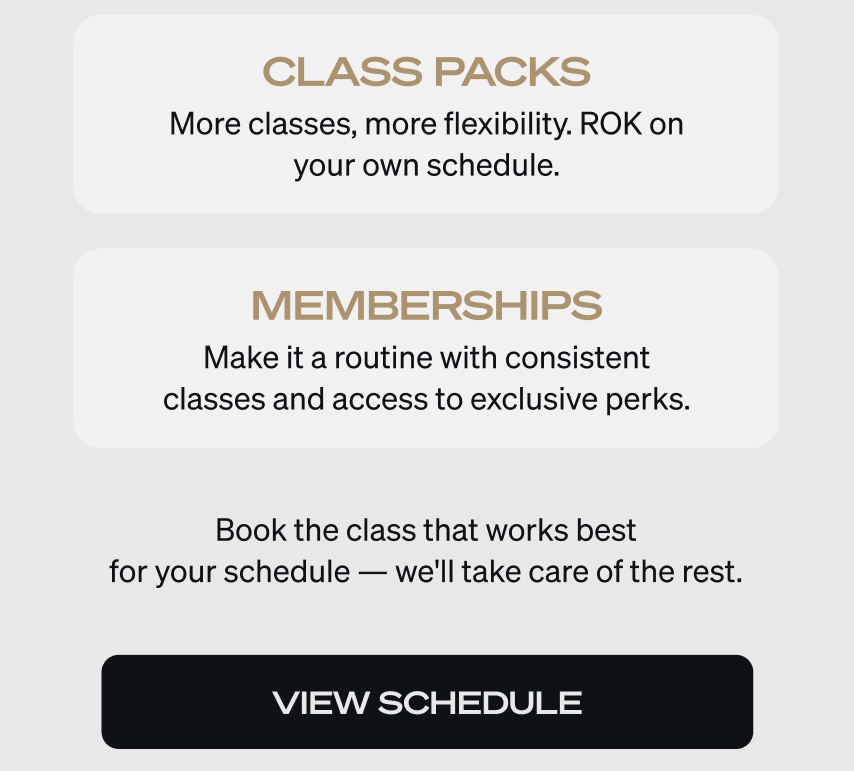 CLASS PACKS
More classes, more flexibility. ROK on
your own schedule.
MEMBERSHIPS
Make it a routine with consistent
classes and access to exclusive perks.
Book the class that works best
for your schedule — we'll take care of the rest.
VIEW SCHEDULE